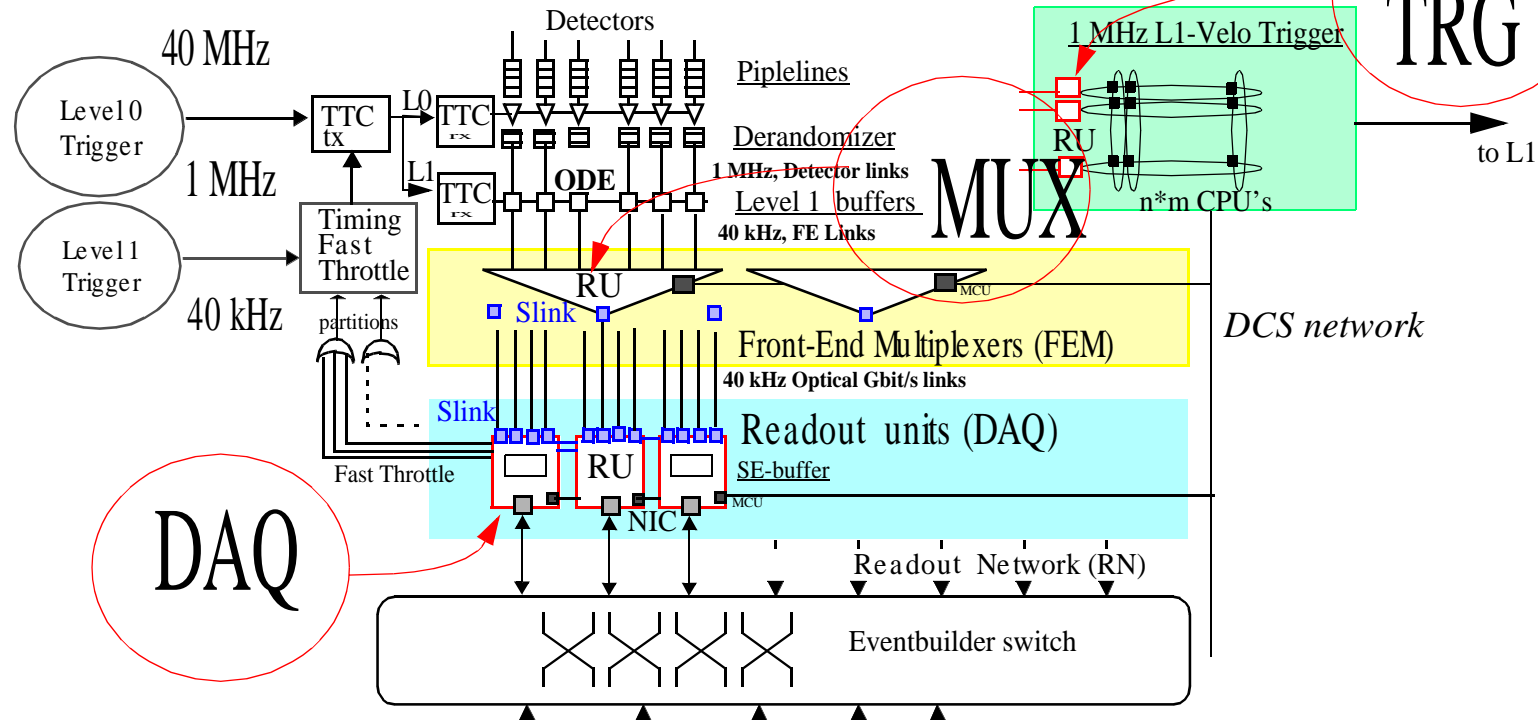 Detectors
40 MHz
1 MHz L1-Velo Trigger
TRG
Piplelines
Level 0
Trigger
TTC
tx
L0
TTC
rx
Derandomizer
RU
to L1
1 MHz
L1
TTC
rx
ODE
1 MHz, Detector links
Level 1 buffers
MUX
n*m CPU's
Timing
Fast
Throttle
40 kHz, FE Links
Level 1
Trigger
RU
MCU
40 kHz
partitions
Slink
DCS network
Front-End Multiplexers (FEM)
40 kHz Optical Gbit/s links
Slink
Readout units (DAQ)
RU
Fast Throttle
SE-buffer
MCU
NIC
DAQ
Readout Network (RN)
Eventbuilder switch